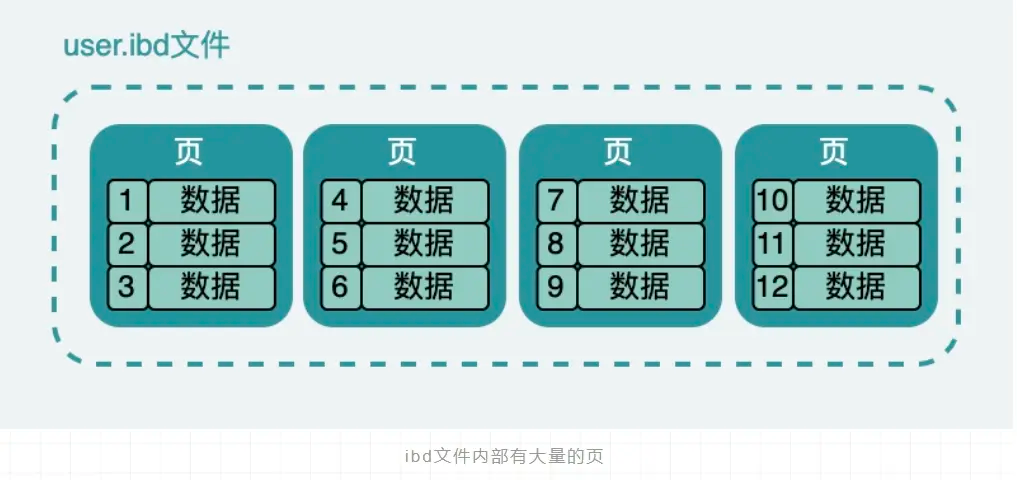 user.ibd文件
页 页 页 页
1 数据 4 数据 7 数据 10 数据
2 数据 5 数据 8 数据 11 数据
3 数据 6 数据 9 数据 12 数据
ibd文件内部有大量的页